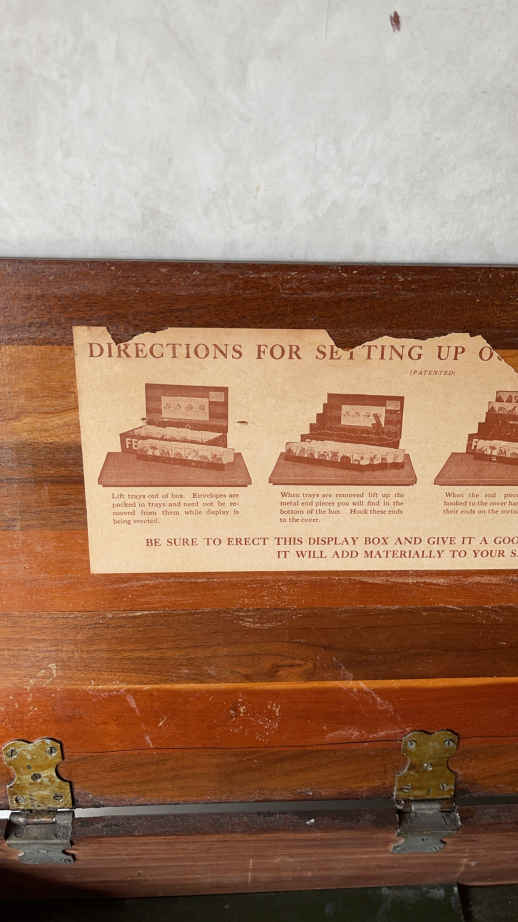 DIRECTIONS FOR SETTING UP O
(PATENTED)
Lift trays out of box. Envelopes are
packed in trays and need not be re-
moved from them while display is
being erected.
When trays are removed lift up the
metal end pieces you will find in the
bottom of the box. Hook these ends
to the cover.
When the end piec
hooked to the cover ha
their ends on the meta
BE SURE TO ERECT THIS DISPLAY BOX AND GIVE IT A GOO
IT WILL ADD MATERIALLY TO YOUR S